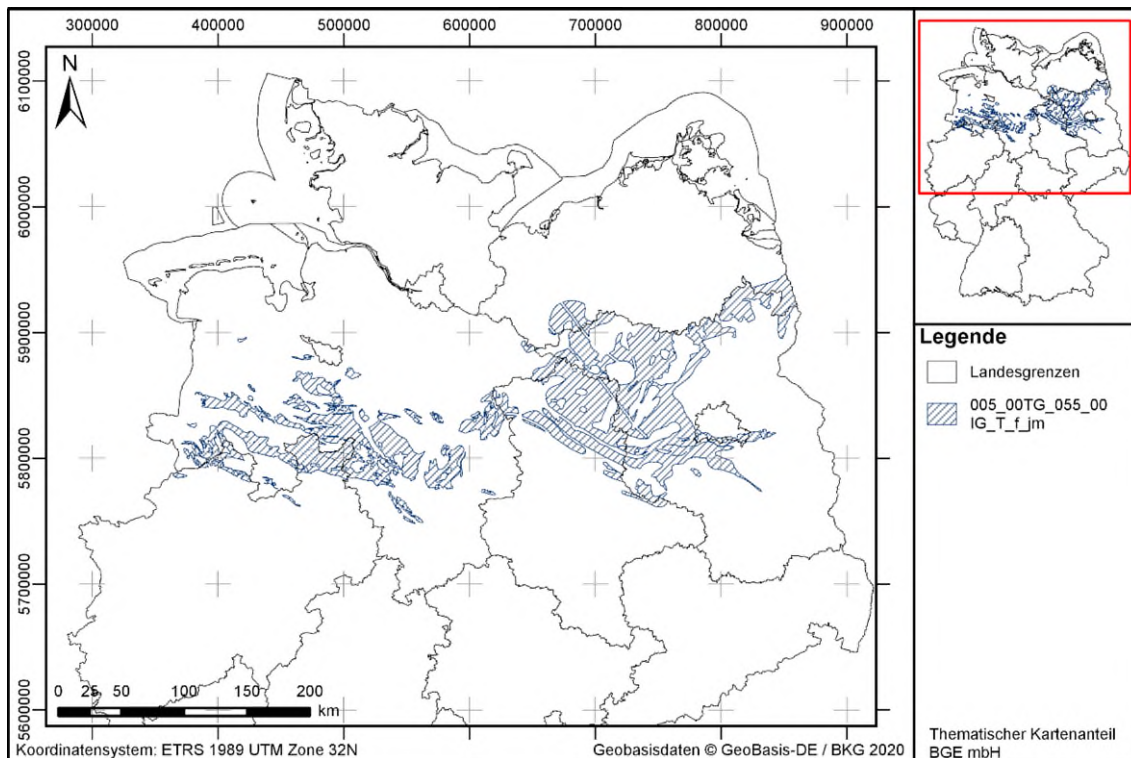 300000 400000 500000 600000 700000 800000 900000
N
6100000
6000000
5900000
5800000
5700000
5600000
0 25 50 100 150 200
km
Koordinatensystem: ETRS 1989 UTM Zone 32N
Geobasisdaten © GeoBasis-DE / BKG 2020
Legende
Landesgrenzen
005_00TG_055_00
IG_T_f_jm
Thematischer Kartenanteil
BGE mbH